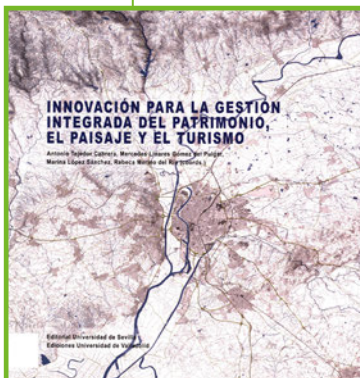 INNOVACIÓN PARA LA GESTIÓN
INTEGRADA DEL PATRIMONIO,
EL PAISAJE Y EL TURISMO
Antonio Tejedor Cabrera, Mercedes Linares Gómez del Pulgar,
Marina López Sánchez, Rebeca Merino del Río (coords.)
Editorial Universidad de Sevilla
Ediciones Universidad de Valladolid